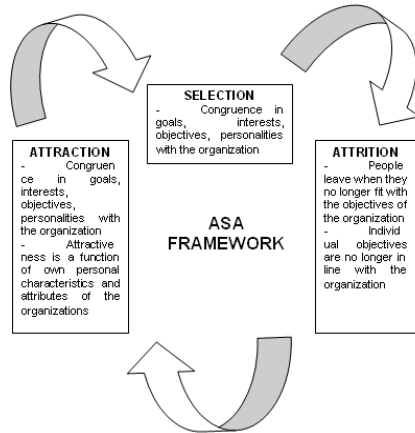 SELECTION
- Congruence in
goals, interests,
objectives, personalities
with the organization
ATTRACTION
- Congruen
ce in goals,
interests,
objectives,
personalities with
the organization
- Attractive
ness is a function
of own personal
characteristics and
attributes of the
organizations
ASA
FRAMEWORK
ATTRITION
- People
leave when they
no longer fit with
the objectives of
the organization
- Individ
ual objectives
are no longer in
line with the
organization